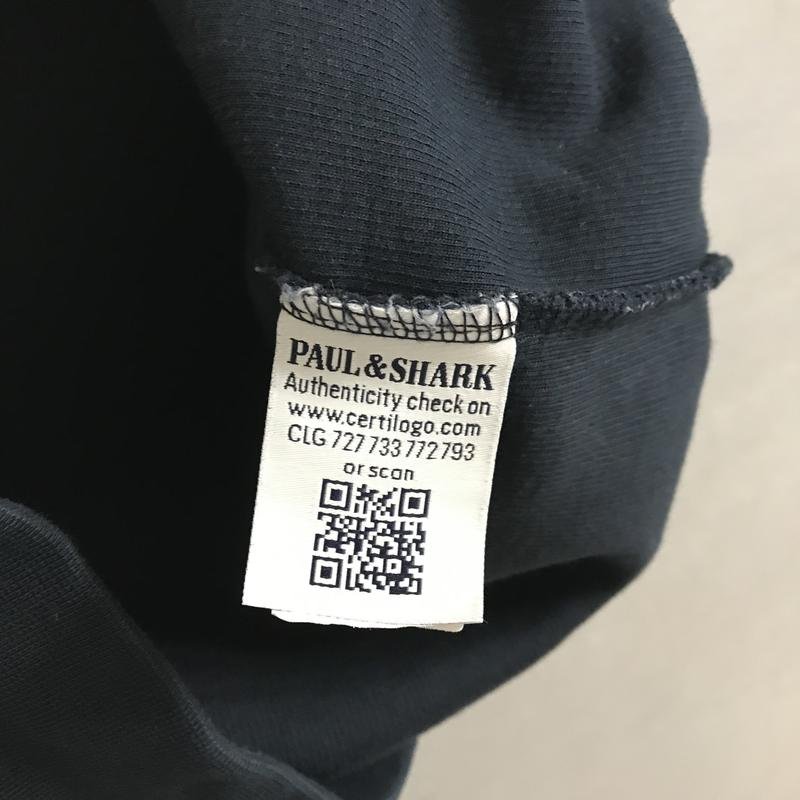 PAUL & SHARK
Authenticity check on
www.certilogo.com
CLG 727 733 772 793
or scan